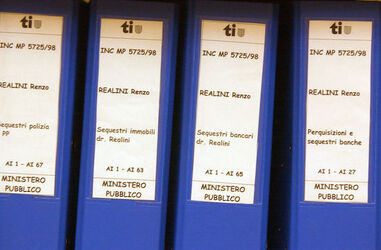 INC MP 5725/98
REALINI Renzo
Sequestri polizia
PP
AI 1 - AI 67
MINISTERO
PUBBLICO
ti
INC MP 5725/98
REALINI Renzo
Sequestri immobili
dr. Realini
AI 1 - AI 63
MINISTERO
PUBBLICO
ti
INC MP 5725/98
REALINI Renzo
Sequestri bancari
dr. Realini
AI 1 - AI 65
MINISTERO
PUBBLICO
ti
INC MP 5725/98
REALINI Renzo
Perquisizioni e
sequestri banche
AI 1 - AI 27
MINISTERO
PUBBLICO